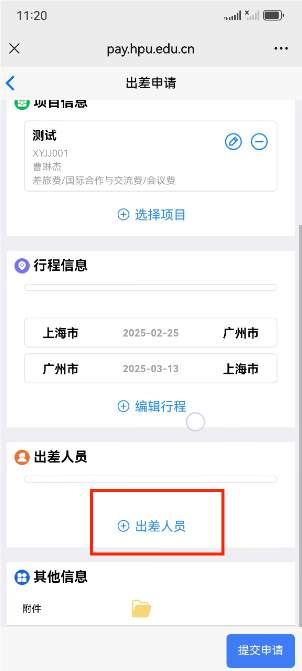 11:20
pay.hpu.edu.cn
出差申请
项目信息
测试
XYJJ001
曹琳杰
差旅费/国际合作与交流费/会议费
选择项目
行程信息
上海市 2025-02-25 广州市
广州市 2025-03-13 上海市
编辑行程
出差人员
出差人员
其他信息
附件
提交申请